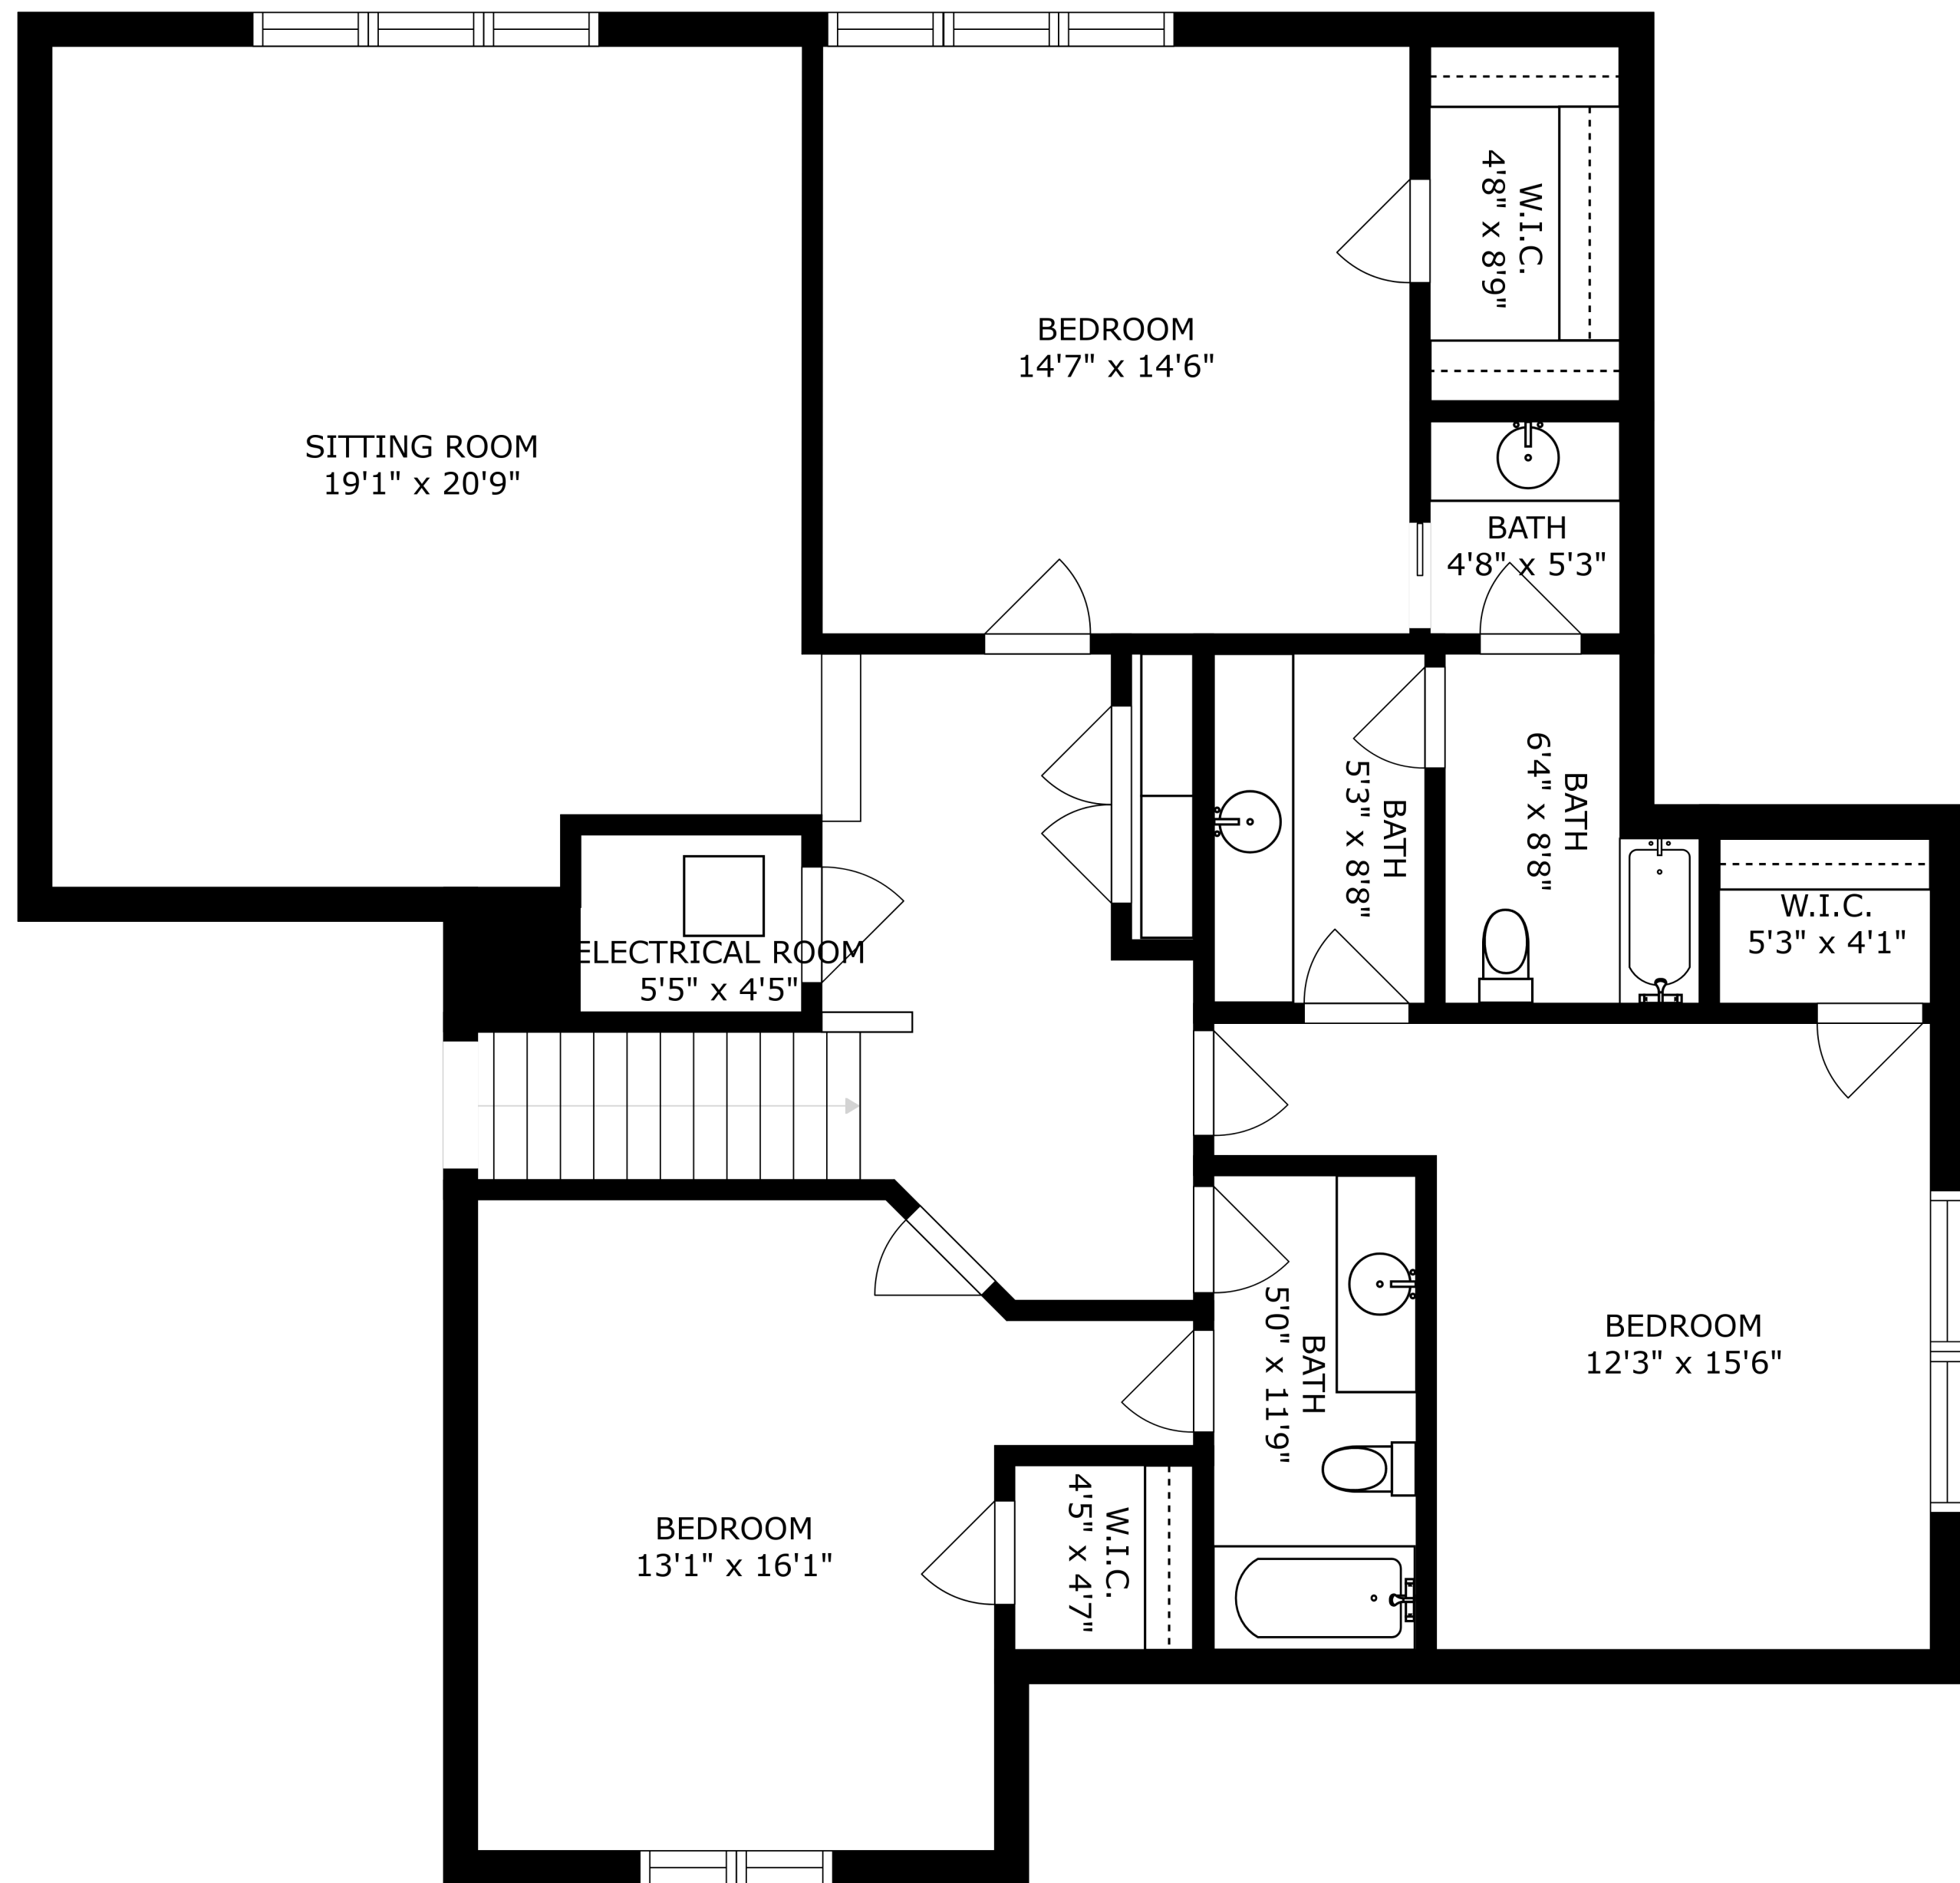 W.I.C.
4'8" x 8'9"
BEDROOM
14'7" x 14'6"
SITTING ROOM
19'1" x 20'9"
BATH
4'8" x 5'3"
BATH
5'3" x 8'8"
BATH
6'4" x 8'8"
W.I.C.
5'3" x 4'1"
ELECTRICAL ROOM
5'5" x 4'5"
BATH
5'0" x 11'9"
BEDROOM
12'3" x 15'6"
BEDROOM
13'1" x 16'1"
W.I.C.
4'5" x 4'7"